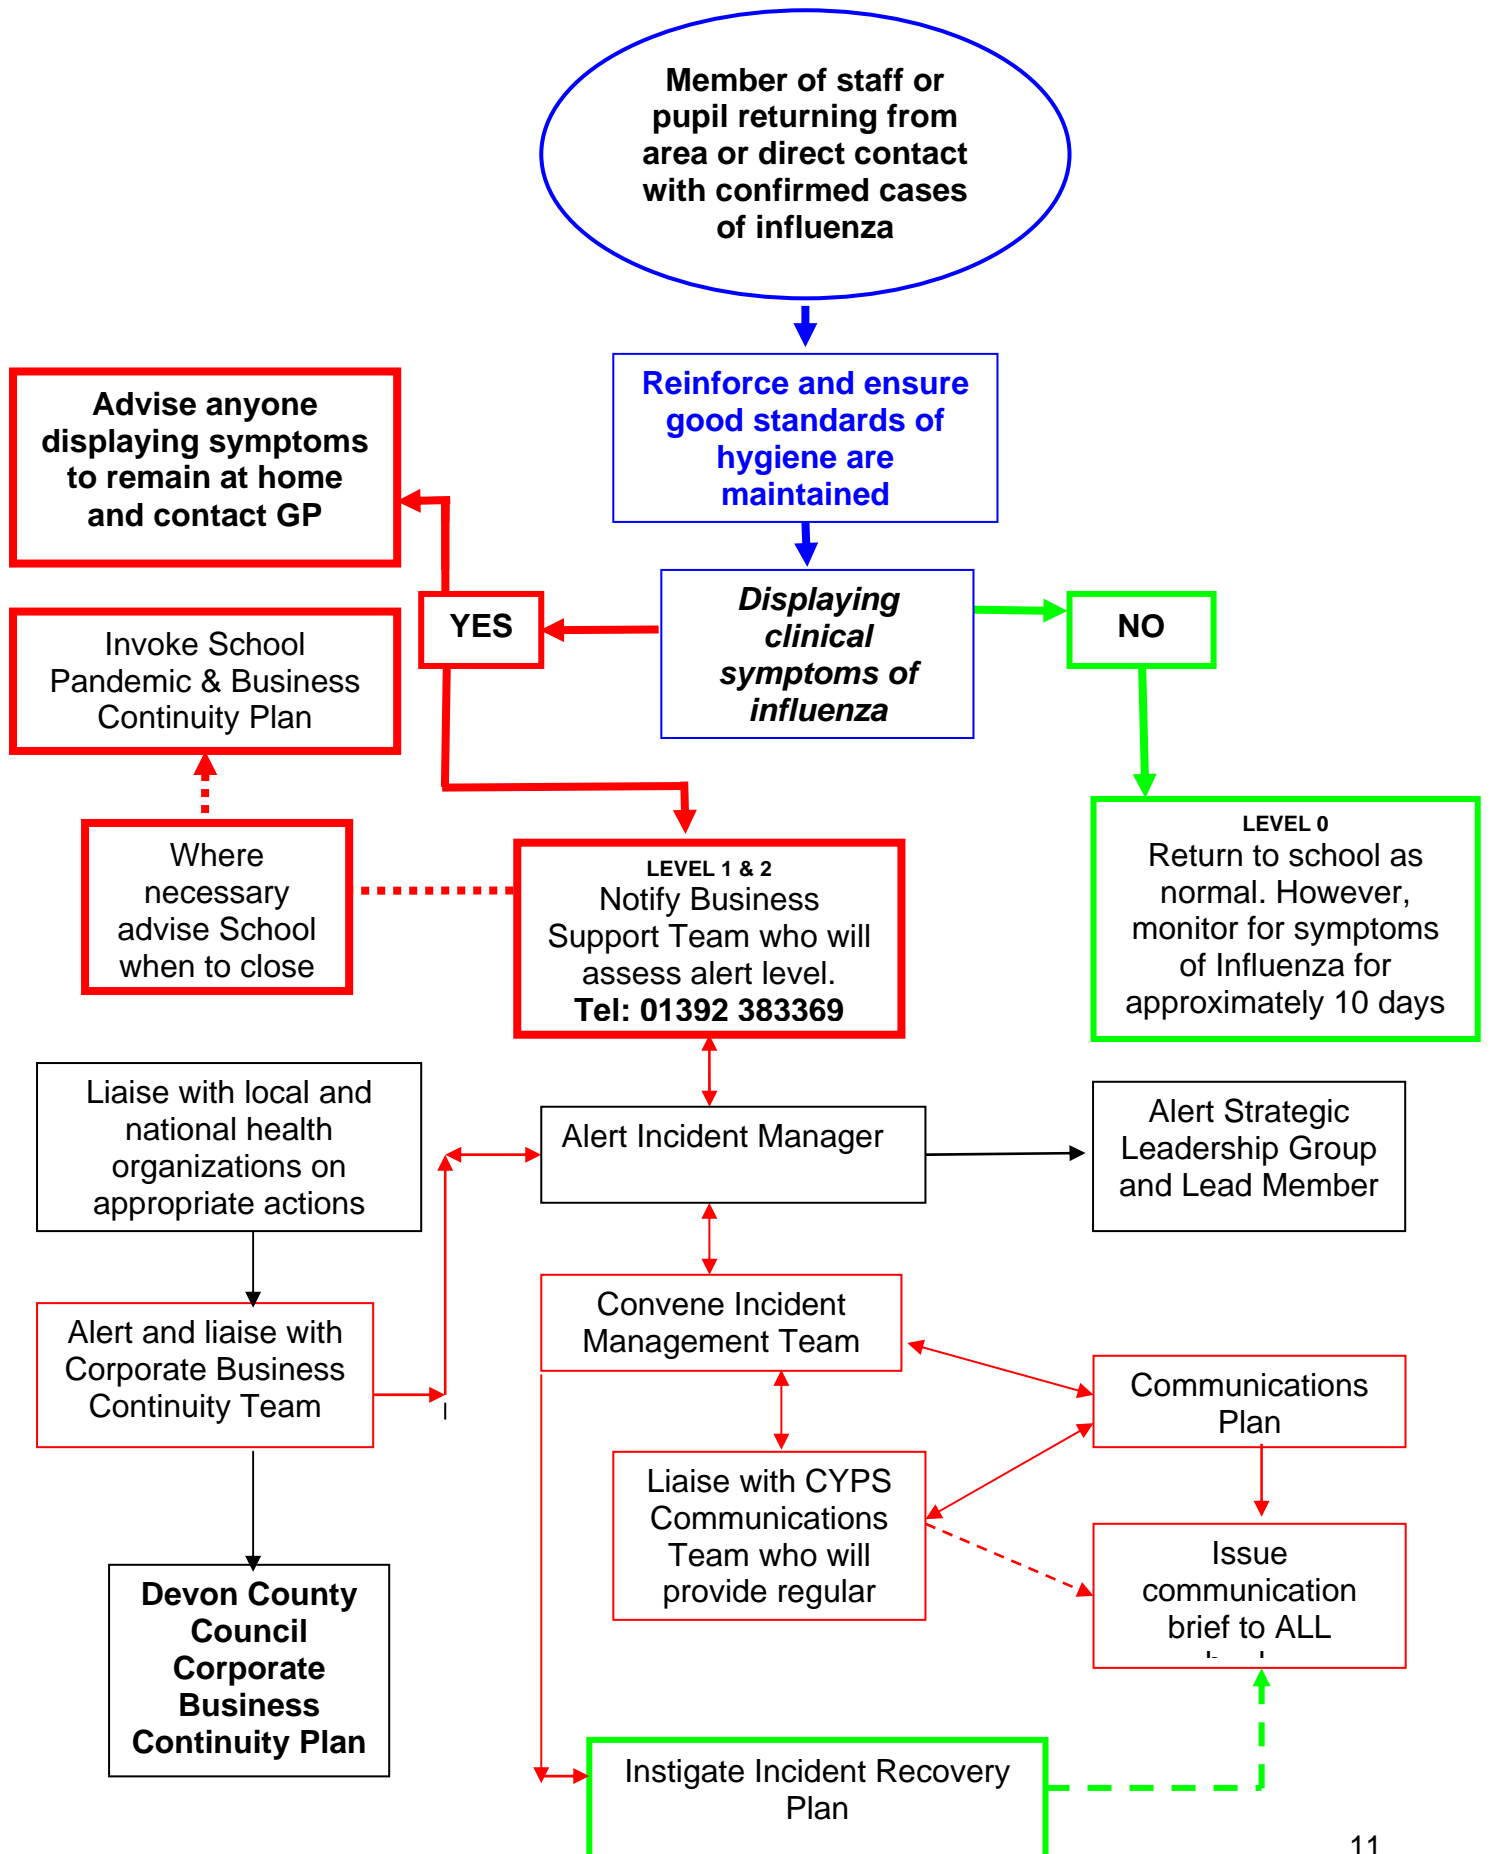 Member of staff or
pupil returning from
area or direct contact
with confirmed cases
of influenza
Reinforce and ensure
good standards of
hygiene are
maintained
Advise anyone
displaying symptoms
to remain at home
and contact GP
Displaying
clinical
symptoms of
influenza
YES
NO
Invoke School
Pandemic & Business
Continuity Plan
Where
necessary
advise School
when to close
LEVEL 1 & 2
Notify Business
Support Team who will
assess alert level.
Tel: 01392 383369
LEVEL 0
Return to school as
normal. However,
monitor for symptoms
of Influenza for
approximately 10 days
Liaise with local and
national health
organizations on
appropriate actions
Alert Incident Manager
Alert Strategic
Leadership Group
and Lead Member
Alert and liaise with
Corporate Business
Continuity Team
Convene Incident
Management Team
Communications
Plan
Liaise with CYPS
Communications
Team who will
provide regular
Issue
communication
brief to ALL
Devon County
Council
Corporate
Business
Continuity Plan
Instigate Incident Recovery
Plan
11